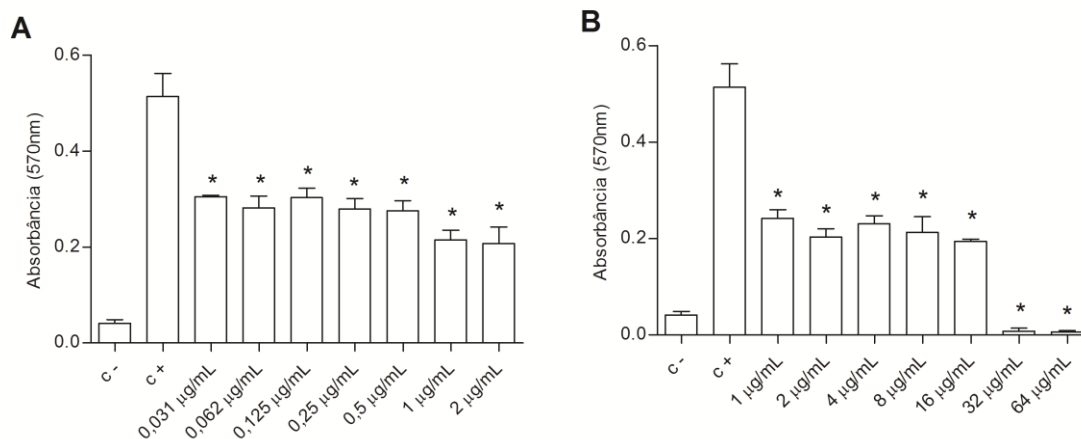 A
Absorbância (570nm)
0.6
0.4
0.2
0.0
*
*
*
*
*
*
*
c -
c +
0,031 µg/mL
0,062 µg/mL
0,125 µg/mL
0,25 µg/mL
0,5 µg/mL
1 µg/mL
2 µg/mL
B
Absorbância (570nm)
0.6
0.4
0.2
0.0
*
*
*
*
*
*
*
c -
c +
1 µg/mL
2 µg/mL
4 µg/mL
8 µg/mL
16 µg/mL
32 µg/mL
64 µg/mL